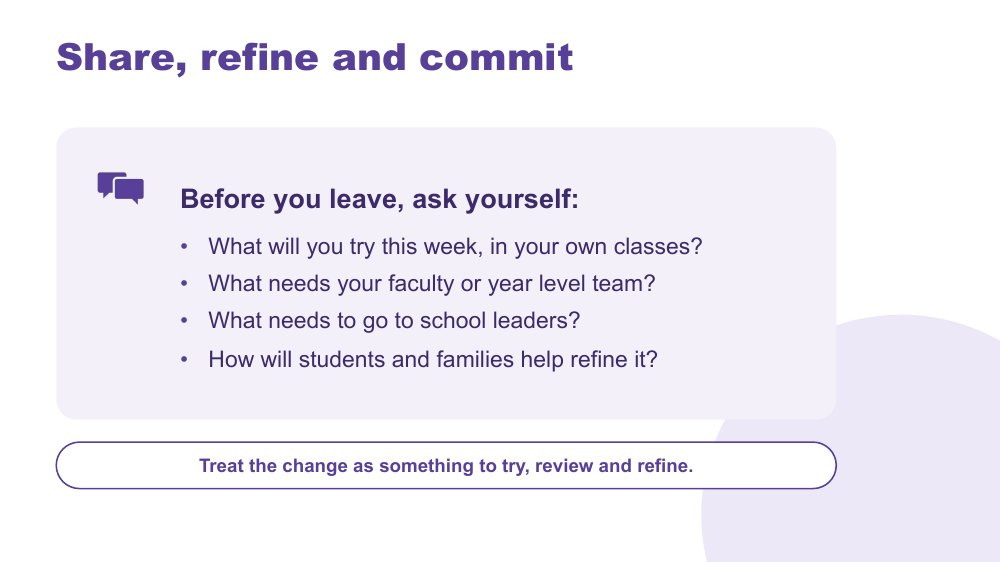 Share, refine and commit
Before you leave, ask yourself:
• What will you try this week, in your own classes?
• What needs your faculty or year level team?
• What needs to go to school leaders?
• How will students and families help refine it?
Treat the change as something to try, review and refine.